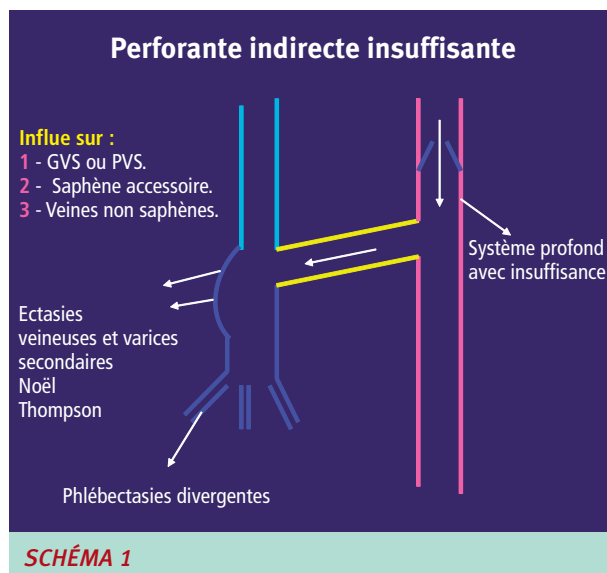 Perforante indirecte insuffisante
Influe sur :
1 - GVS ou PVS.
2 - Saphène accessoire.
3 - Veines non saphènes.
Système profond
avec insuffisance
Ectasies
veineuses et varices
secondaires
Noël
Thompson
Phlébectasies divergentes
SCHÉMA 1